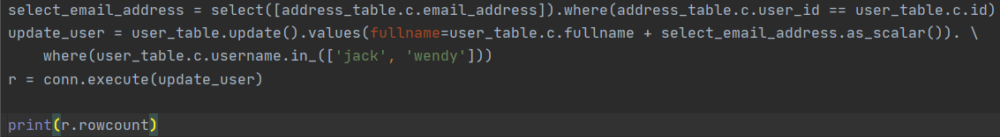 select_email_address = select([address_table.c.email_address]).where(address_table.c.user_id == user_table.c.id)
update_user = user_table.update().values(fullname=user_table.c.fullname + select_email_address.as_scalar()). \
    where(user_table.c.username.in_(['jack', 'wendy']))
r = conn.execute(update_user)

print(r.rowcount)